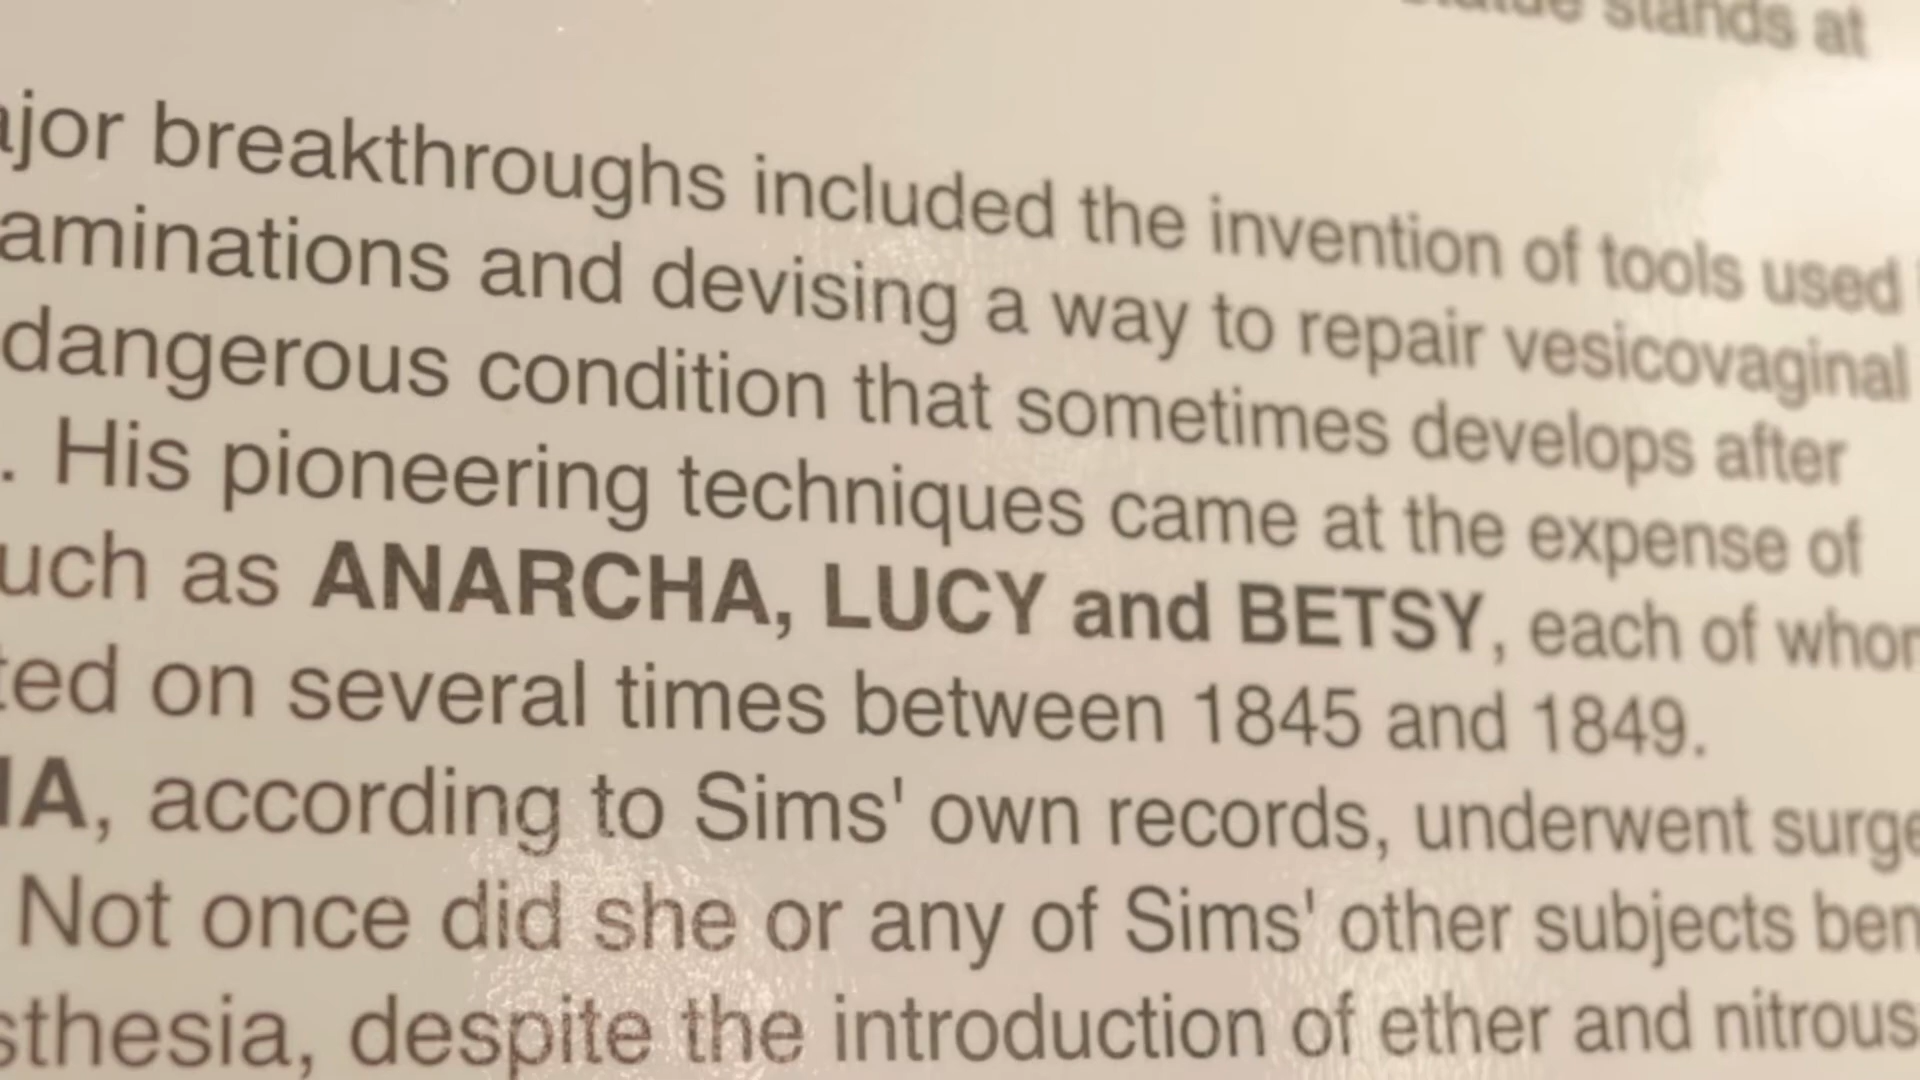 stands at
ajor breakthroughs included the invention of tools used
aminations and devising a way to repair vesicovaginal
dangerous condition that sometimes develops after
. His pioneering techniques came at the expense of
uch as ANARCHA, LUCY and BETSY, each of whom
ted on several times between 1845 and 1849.
HA, according to Sims' own records, underwent surge
Not once did she or any of Sims' other subjects ben
sthesia, despite the introduction of ether and nitrous